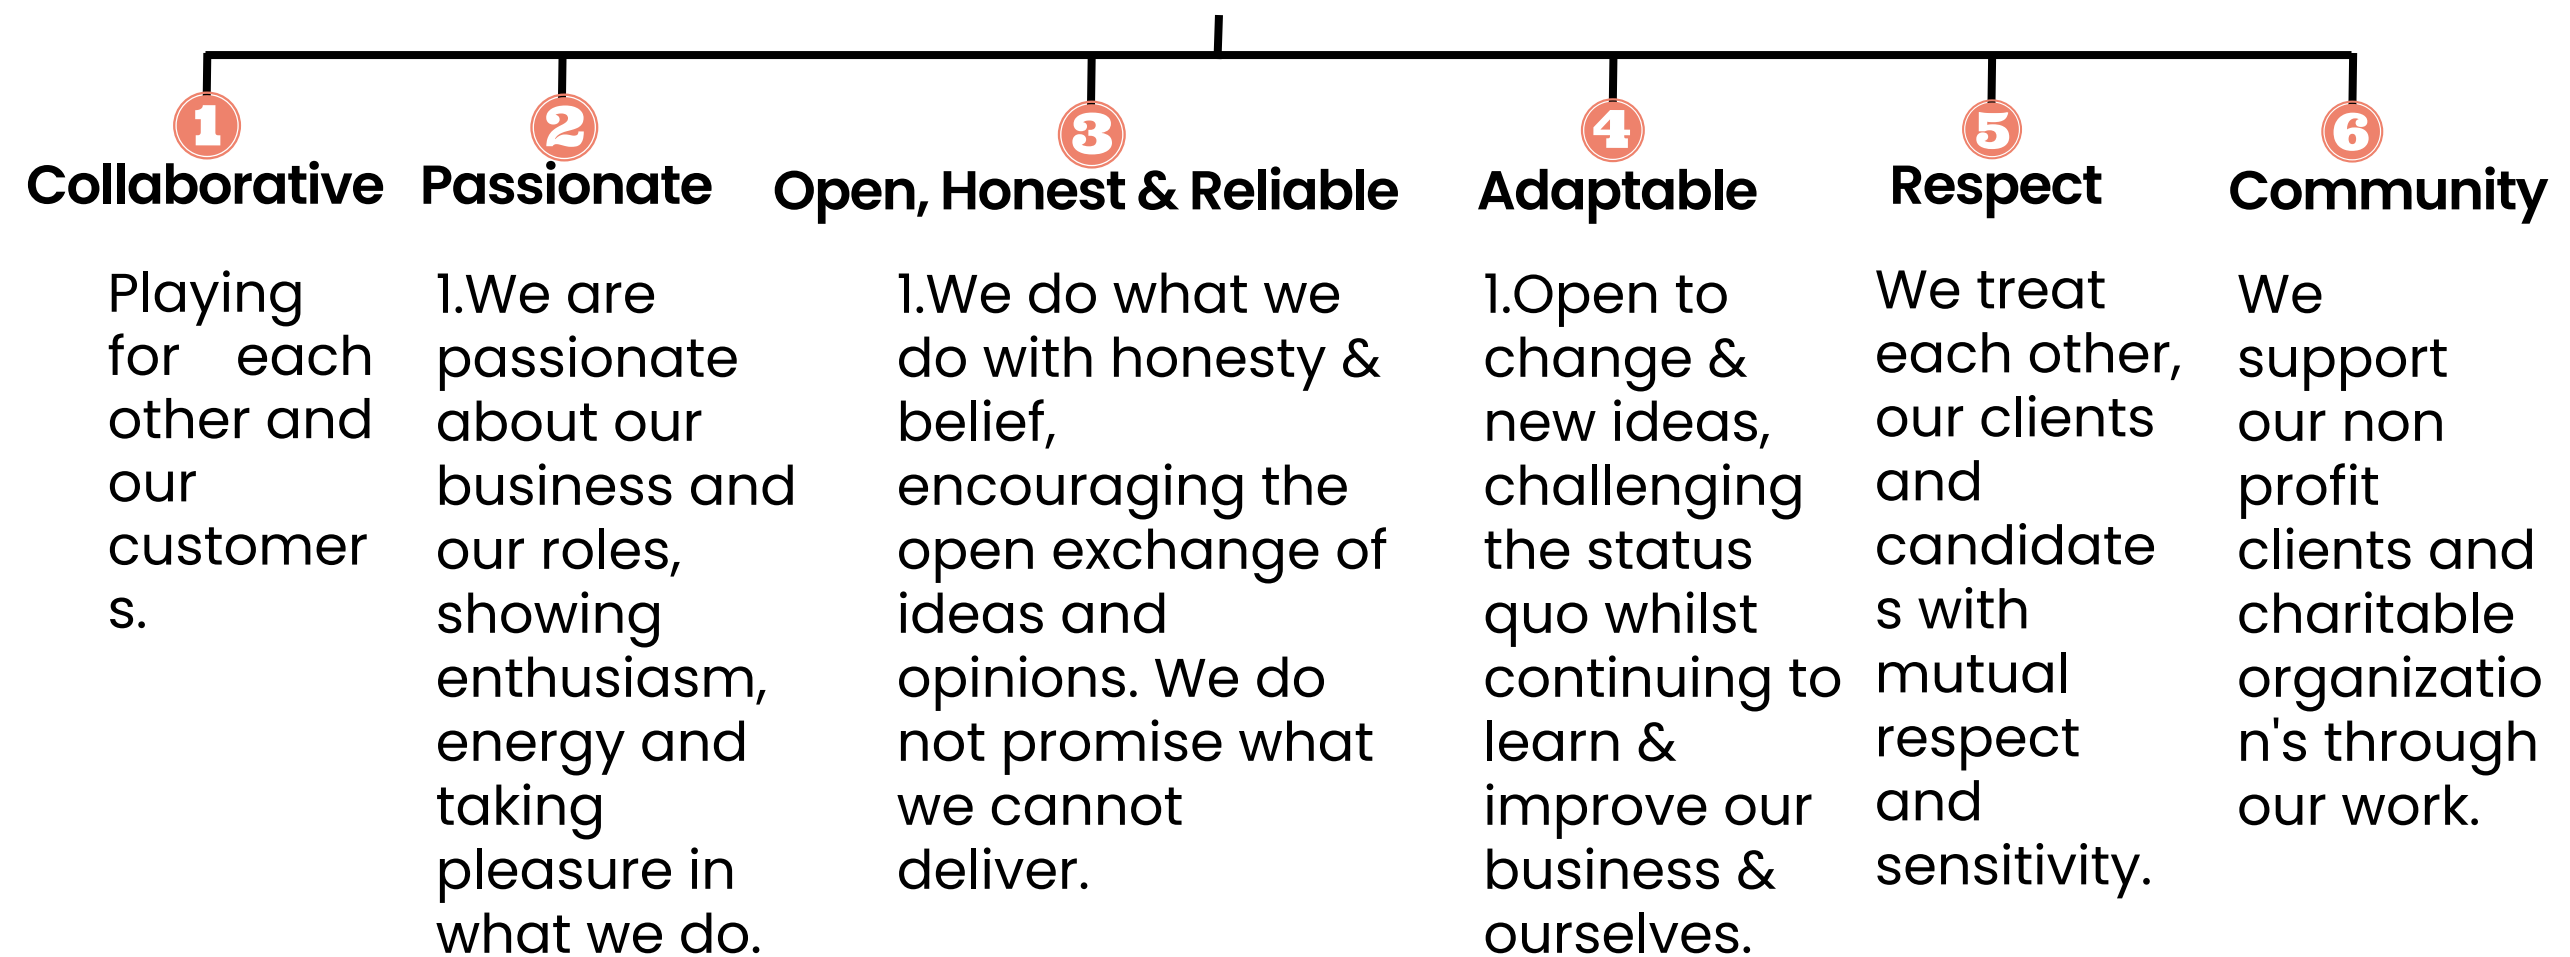 1
Collaborative
Playing
for each
other and
our
customer
s.
2
Passionate
1.We are
passionate
about our
business and
our roles,
showing
enthusiasm,
energy and
taking
pleasure in
what we do.
3
Open, Honest & Reliable
1.We do what we
do with honesty &
belief,
encouraging the
open exchange of
ideas and
opinions. We do
not promise what
we cannot
deliver.
4
Adaptable
1.Open to
change &
new ideas,
challenging
the status
quo whilst
continuing to
learn &
improve our
business &
ourselves.
5
Respect
We treat
each other,
our clients
and
candidate
s with
mutual
respect
and
sensitivity.
6
Community
We
support
our non
profit
clients and
charitable
organizatio
n's through
our work.